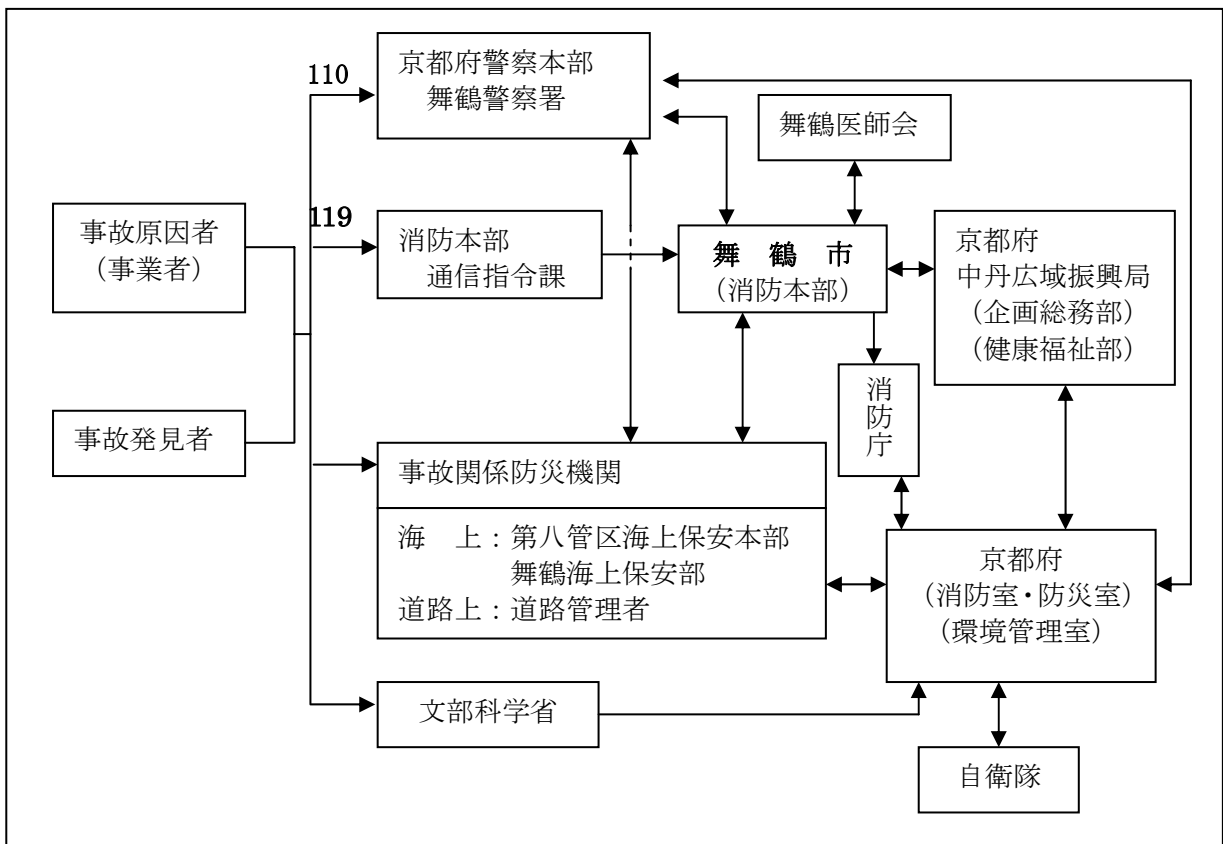 110
京都府警察本部
舞鶴警察署
舞鶴医師会
事故原因者
（事業者）
119
消防本部
通信指令課
舞　鶴　市
（消防本部）
京都府
中丹広域振興局
（企画総務部）
（健康福祉部）
消防庁
事故発見者
事故関係防災機関
海　上：第八管区海上保安本部
舞鶴海上保安部
道路上：道路管理者
京都府
（消防室・防災室）
（環境管理室）
文部科学省
自衛隊